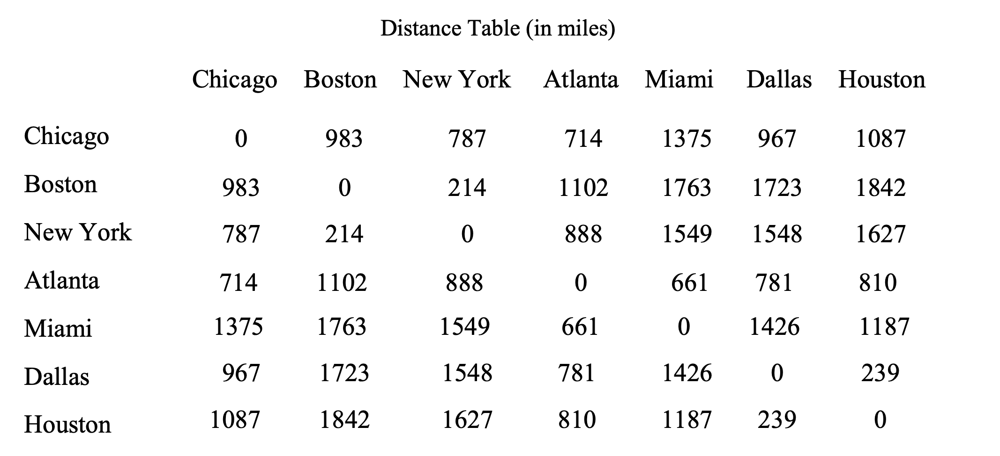 Distance Table (in miles)
Chicago Boston New York Atlanta Miami Dallas Houston
Chicago 0 983 787 714 1375 967 1087
Boston 983 0 214 1102 1763 1723 1842
New York 787 214 0 888 1549 1548 1627
Atlanta 714 1102 888 0 661 781 810
Miami 1375 1763 1549 661 0 1426 1187
Dallas 967 1723 1548 781 1426 0 239
Houston 1087 1842 1627 810 1187 239 0